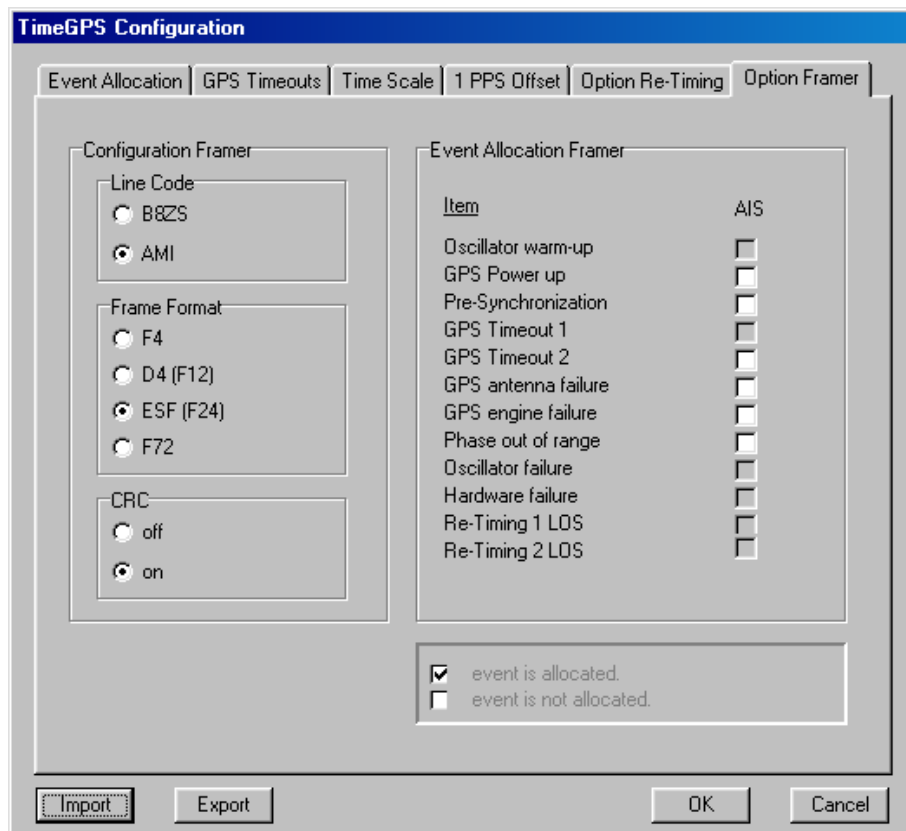 TimeGPS Configuration
Event Allocation GPS Timeouts Time Scale 1 PPS Offset Option Re-Timing Option Framer
Configuration Framer
Line Code
B8ZS
AMI
Frame Format
F4
D4 (F12)
ESF (F24)
F72
CRC
off
on
Event Allocation Framer
Item AIS
Oscillator warm-up
GPS Power up
Pre-Synchronization
GPS Timeout 1
GPS Timeout 2
GPS antenna failure
GPS engine failure
Phase out of range
Oscillator failure
Hardware failure
Re-Timing 1 LOS
Re-Timing 2 LOS
event is allocated.
event is not allocated.
Import Export OK Cancel